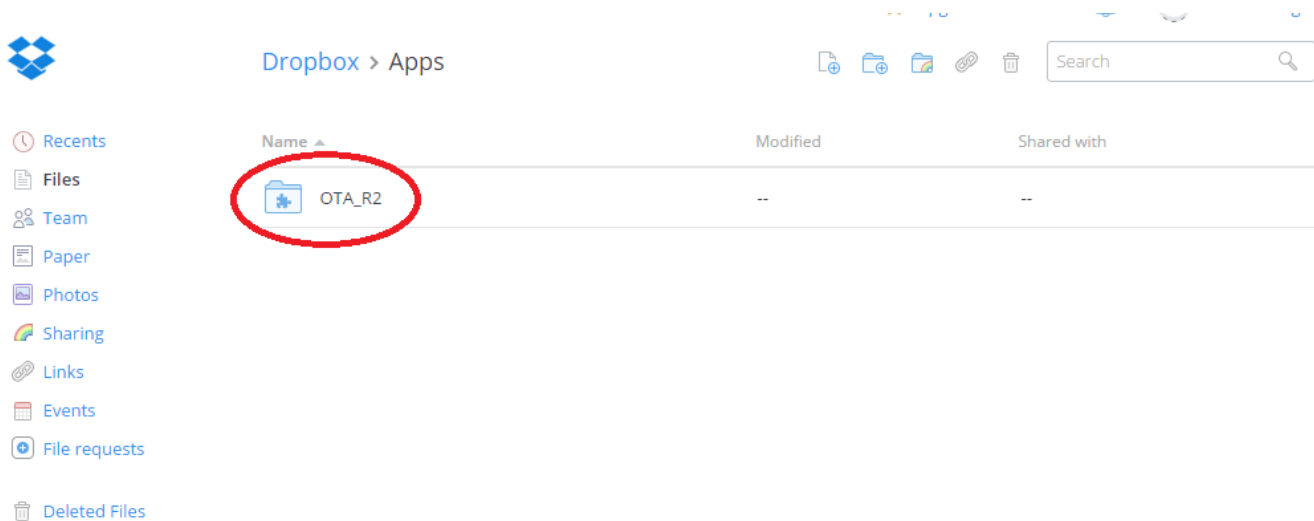 Dropbox > Apps
Search
Recents
Files
Team
Paper
Photos
Sharing
Links
Events
File requests
Deleted Files
Name Modified Shared with
OTA_R2 -- --